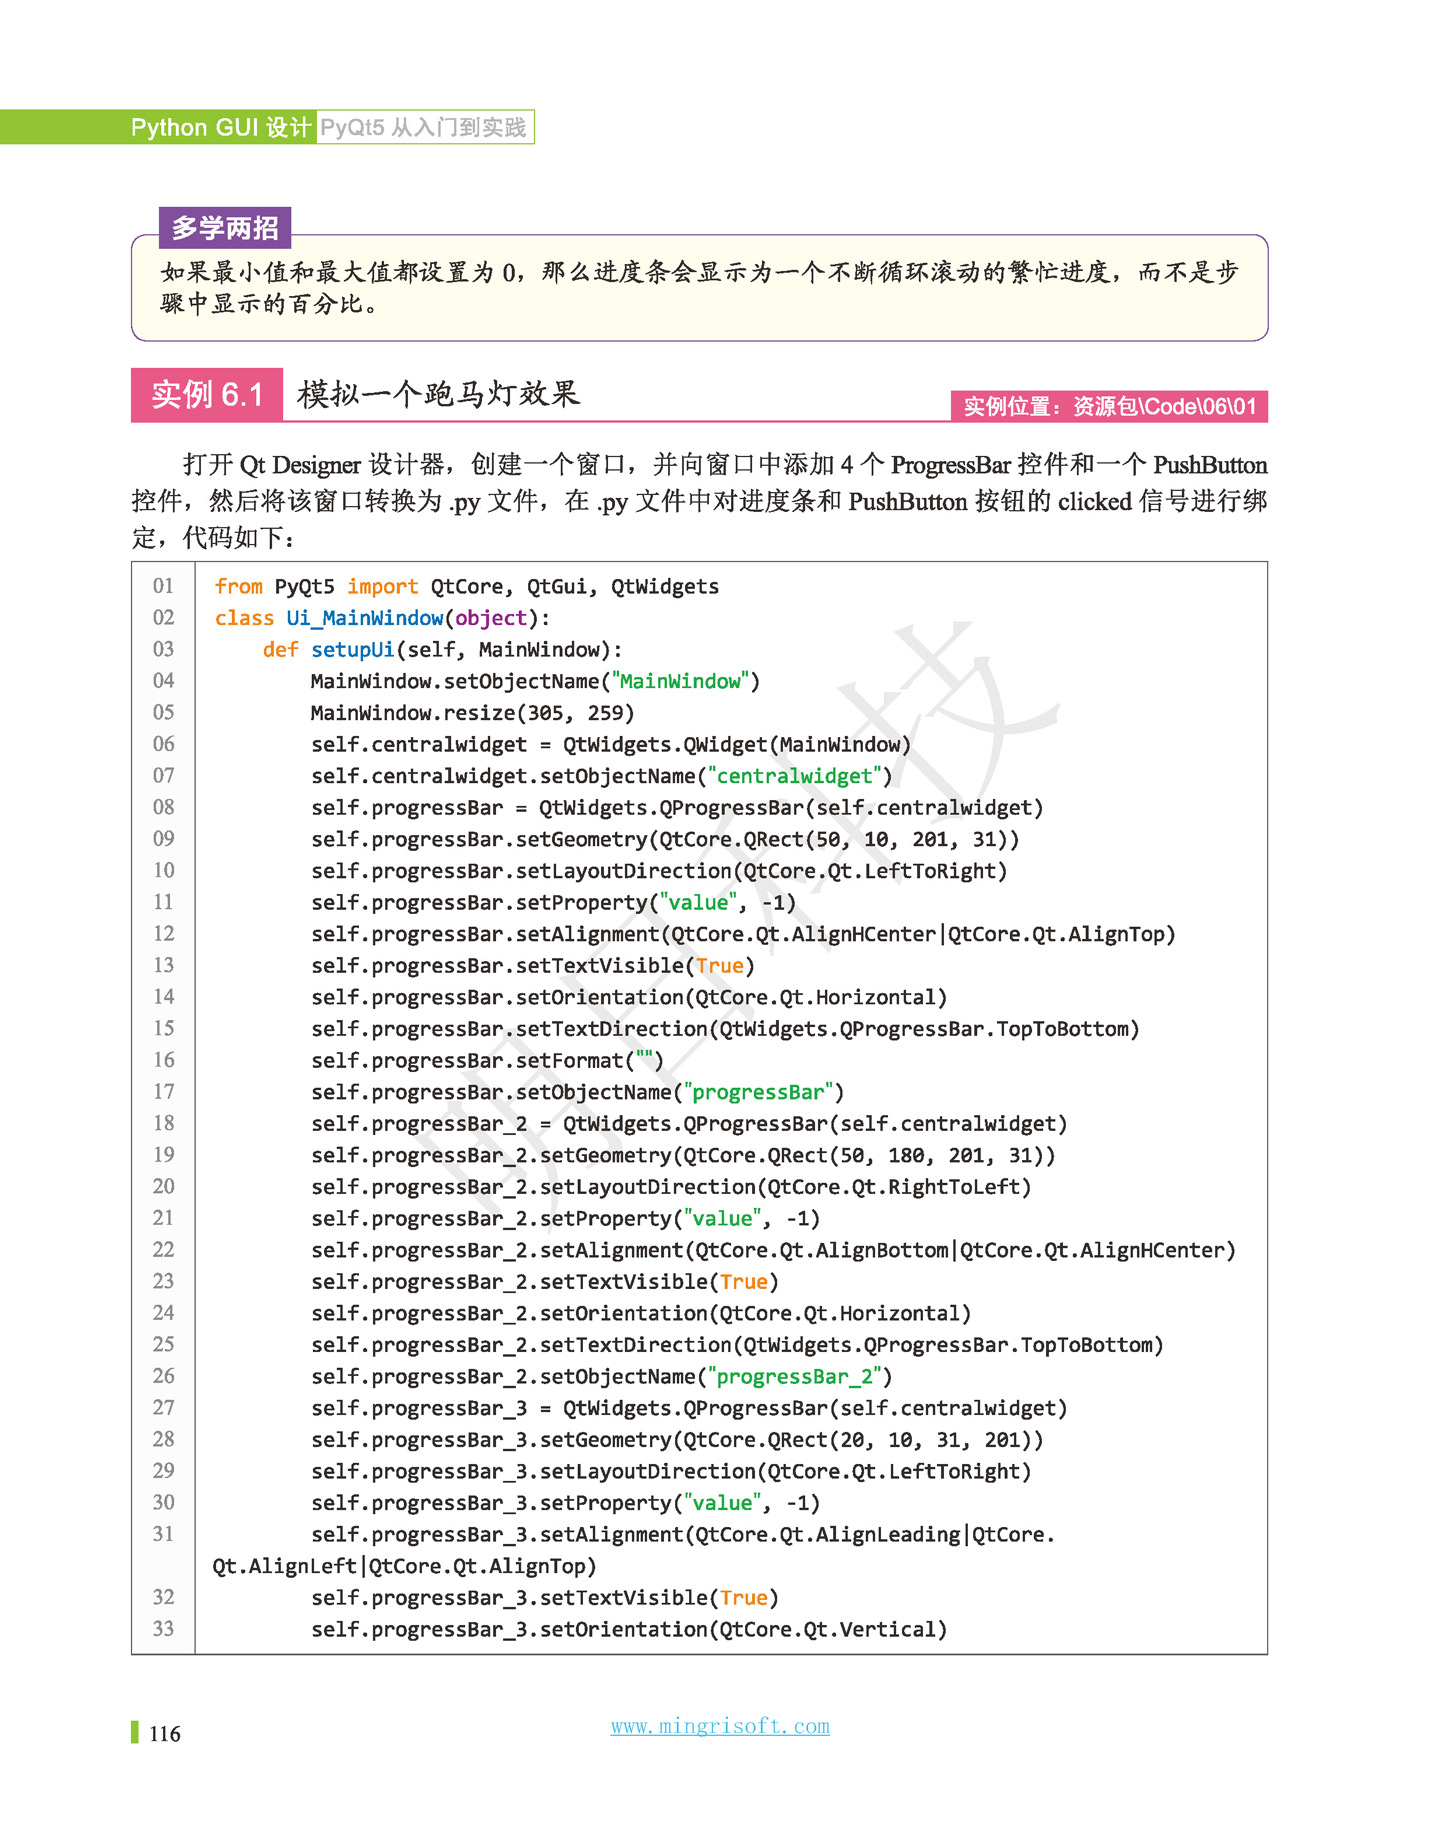 Python GUI 设计 PyQt5 从入门到实践
多学两招
如果最小值和最大值都设置为 0，那么进度条会显示为一个不断循环滚动的繁忙进度，而不是步
骤中显示的百分比。
实例 6.1 模拟一个跑马灯效果
实例位置：资源包\Code\06\01
打开 Qt Designer 设计器，创建一个窗口，并向窗口中添加 4 个 ProgressBar 控件和一个 PushButton
控件，然后将该窗口转换为 .py 文件，在 .py 文件中对进度条和 PushButton 按钮的 clicked 信号进行绑
定，代码如下：
01 from PyQt5 import QtCore, QtGui, QtWidgets
02 class Ui_MainWindow(object):
03 def setupUi(self, MainWindow):
04 MainWindow.setObjectName("MainWindow")
05 MainWindow.resize(305, 259)
06 self.centralwidget = QtWidgets.QWidget(MainWindow)
07 self.centralwidget.setObjectName("centralwidget")
08 self.progressBar = QtWidgets.QProgressBar(self.centralwidget)
09 self.progressBar.setGeometry(QtCore.QRect(50, 10, 201, 31))
10 self.progressBar.setLayoutDirection(QtCore.Qt.LeftToRight)
11 self.progressBar.setProperty("value", -1)
12 self.progressBar.setAlignment(QtCore.Qt.AlignHCenter|QtCore.Qt.AlignTop)
13 self.progressBar.setTextVisible(True)
14 self.progressBar.setOrientation(QtCore.Qt.Horizontal)
15 self.progressBar.setTextDirection(QtWidgets.QProgressBar.TopToBottom)
16 self.progressBar.setFormat("")
17 self.progressBar.setObjectName("progressBar")
18 self.progressBar_2 = QtWidgets.QProgressBar(self.centralwidget)
19 self.progressBar_2.setGeometry(QtCore.QRect(50, 180, 201, 31))
20 self.progressBar_2.setLayoutDirection(QtCore.Qt.RightToLeft)
21 self.progressBar_2.setProperty("value", -1)
22 self.progressBar_2.setAlignment(QtCore.Qt.AlignBottom|QtCore.Qt.AlignHCenter)
23 self.progressBar_2.setTextVisible(True)
24 self.progressBar_2.setOrientation(QtCore.Qt.Horizontal)
25 self.progressBar_2.setTextDirection(QtWidgets.QProgressBar.TopToBottom)
26 self.progressBar_2.setObjectName("progressBar_2")
27 self.progressBar_3 = QtWidgets.QProgressBar(self.centralwidget)
28 self.progressBar_3.setGeometry(QtCore.QRect(20, 10, 31, 201))
29 self.progressBar_3.setLayoutDirection(QtCore.Qt.LeftToRight)
30 self.progressBar_3.setProperty("value", -1)
31 self.progressBar_3.setAlignment(QtCore.Qt.AlignLeading|QtCore.
Qt.AlignLeft|QtCore.Qt.AlignTop)
32 self.progressBar_3.setTextVisible(True)
33 self.progressBar_3.setOrientation(QtCore.Qt.Vertical)
明日科技
116
www.mingrisoft.com